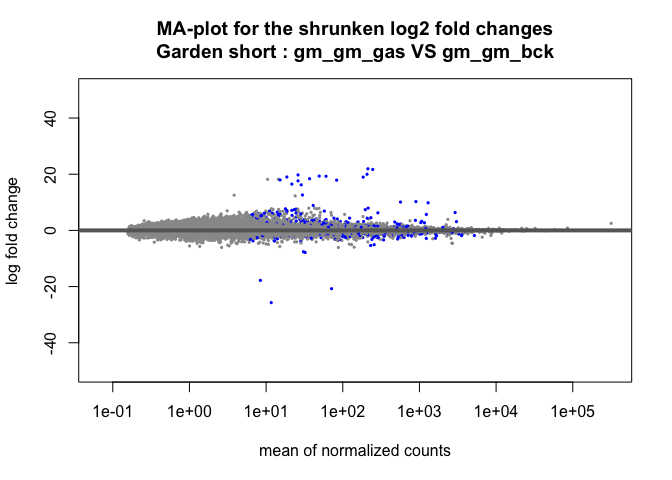 MA-plot for the shrunken log2 fold changes
Garden short : gm_gm_gas VS gm_gm_bck
log fold change
40
20
0
-20
-40
1e-01 1e+00 1e+01 1e+02 1e+03 1e+04 1e+05
mean of normalized counts